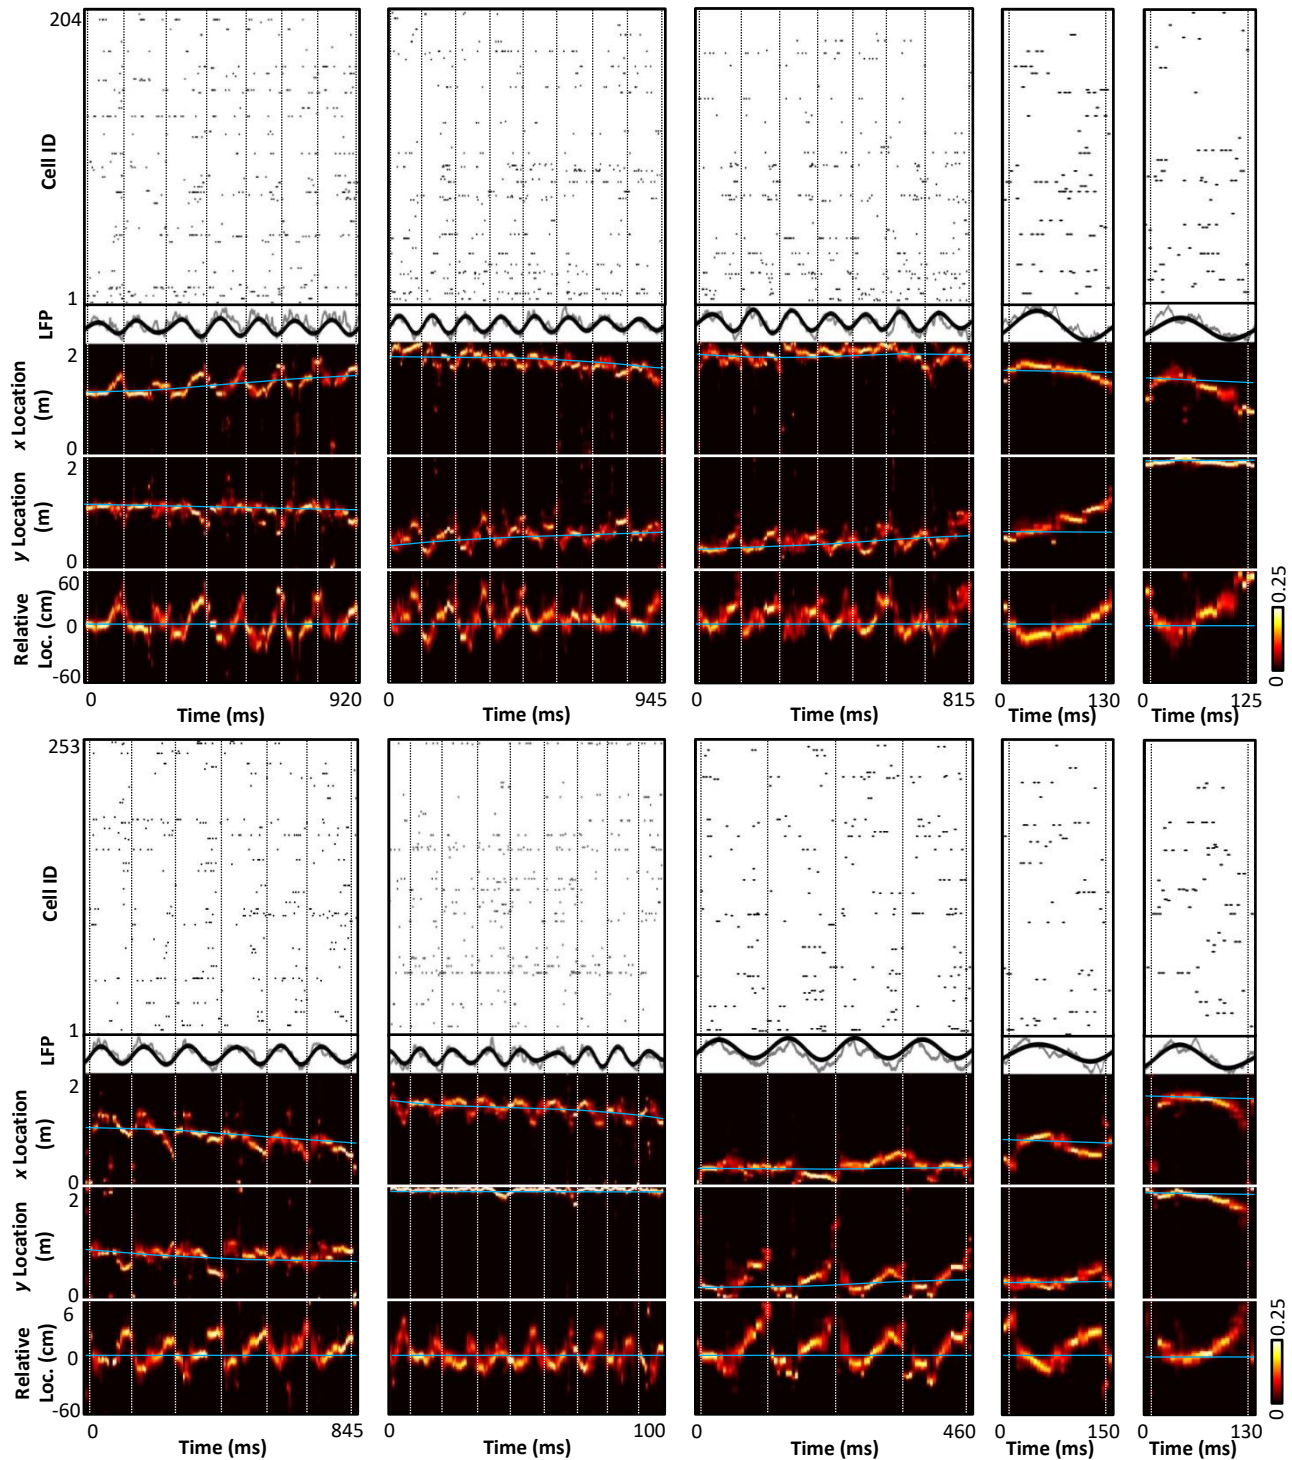 204
Cell ID
1
LFP
2
x Location
(m)
0
2
y Location
(m)
0
60
Relative
Loc. (cm)
0
-60
0.25
0
0 920 0 945 0 815 0 130 0 125
Time (ms) Time (ms) Time (ms) Time (ms) Time (ms)
253
Cell ID
1
LFP
2
x Location
(m)
0
2
y Location
(m)
0
6
Relative
Loc. (cm)
0
-60
0.25
0
0 845 0 100 0 460 0 150 0 130
Time (ms) Time (ms) Time (ms) Time (ms) Time (ms)